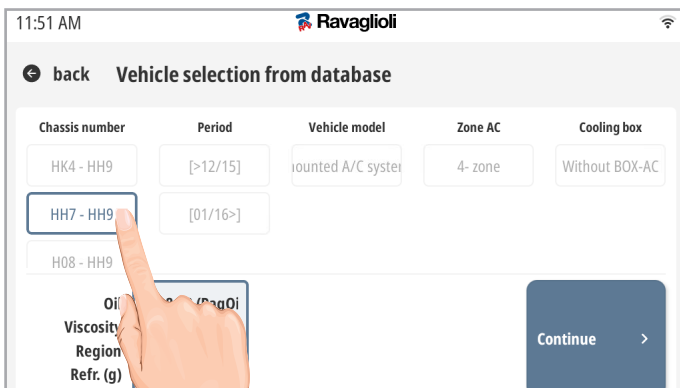 11:51 AM
Ravaglioli
back Vehicle selection from database
Chassis number Period Vehicle model Zone AC Cooling box
HK4 - HH9 [>12/15] A/C 4- zone Without BOX-AC
HH7 - HH9 [01/16>]
H08 - HH9
Oil
Viscosity
Region
Refr. (g)
Continue